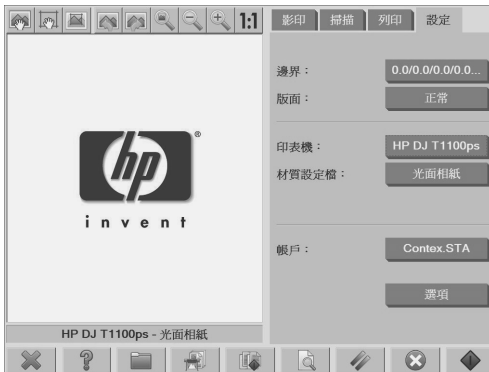 1:1
影印 掃描 列印 設定
邊界： 0.0/0.0/0.0/0.0...
版面： 正常
印表機： HP DJ T1100ps
材質設定檔： 光面相紙
帳戶： Contex.STA
選項
hp ®
invent
HP DJ T1100ps - 光面相紙